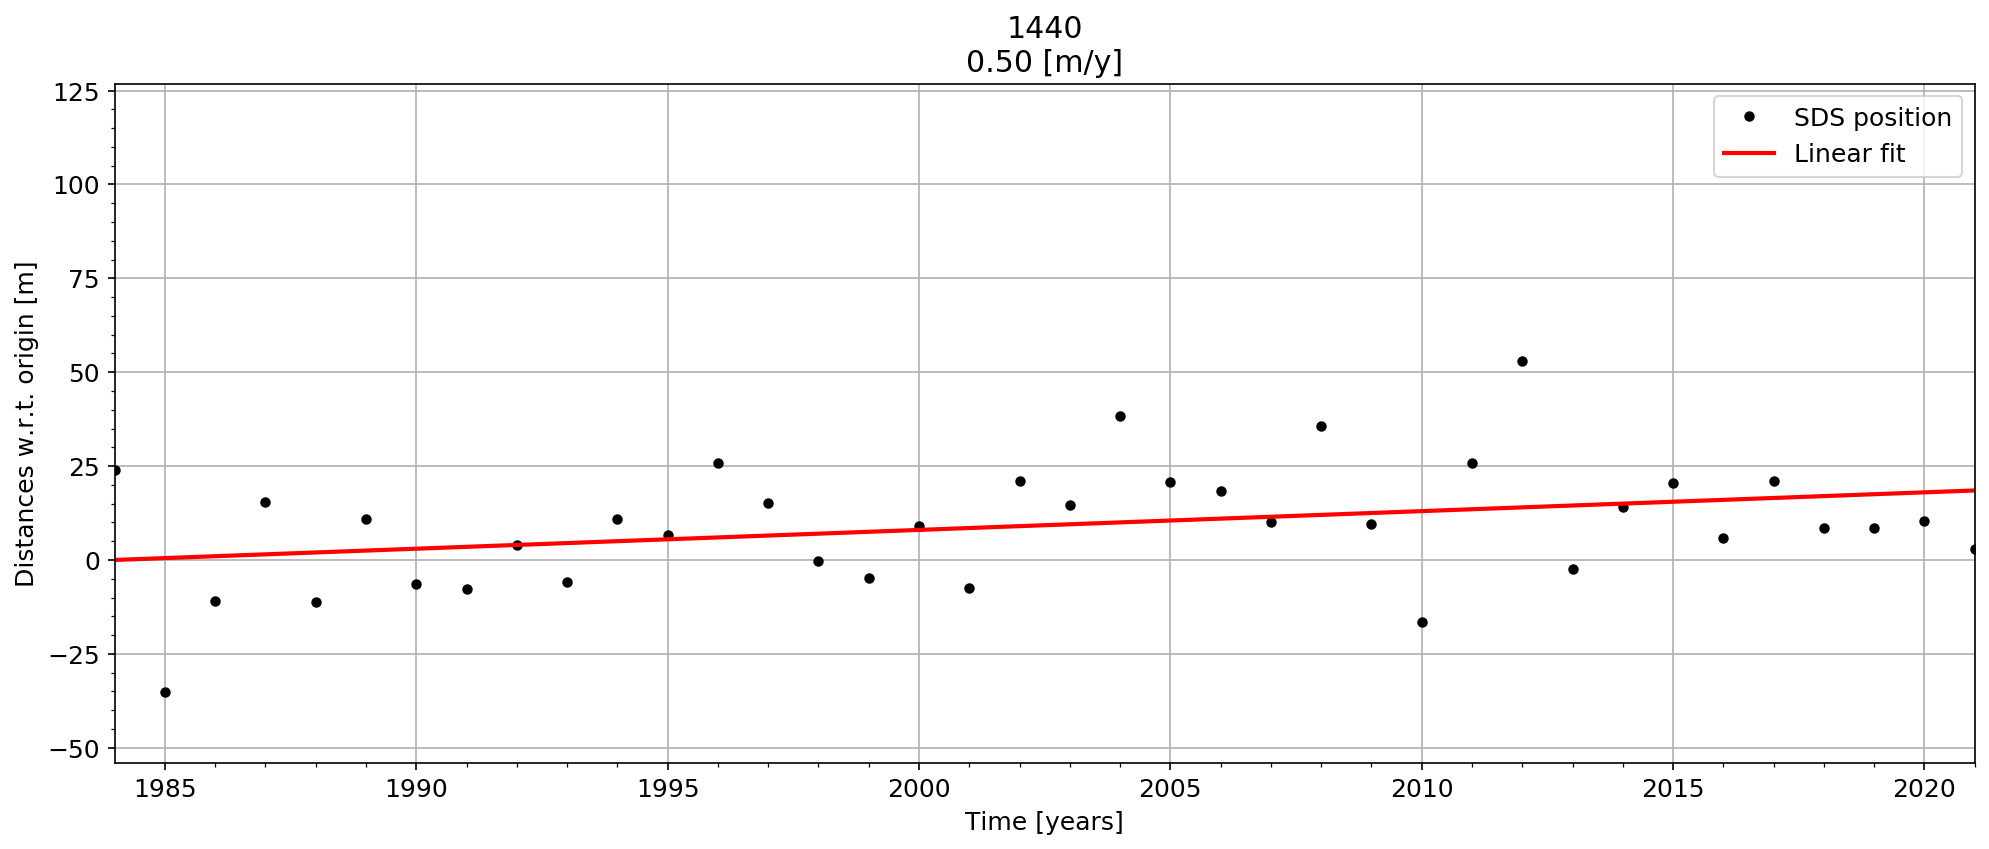 1440
0.50 [m/y]
SDS position
Linear fit
Distances w.r.t. origin [m]
125
100
75
50
25
0
−25
−50
1985 1990 1995 2000 2005 2010 2015 2020
Time [years]